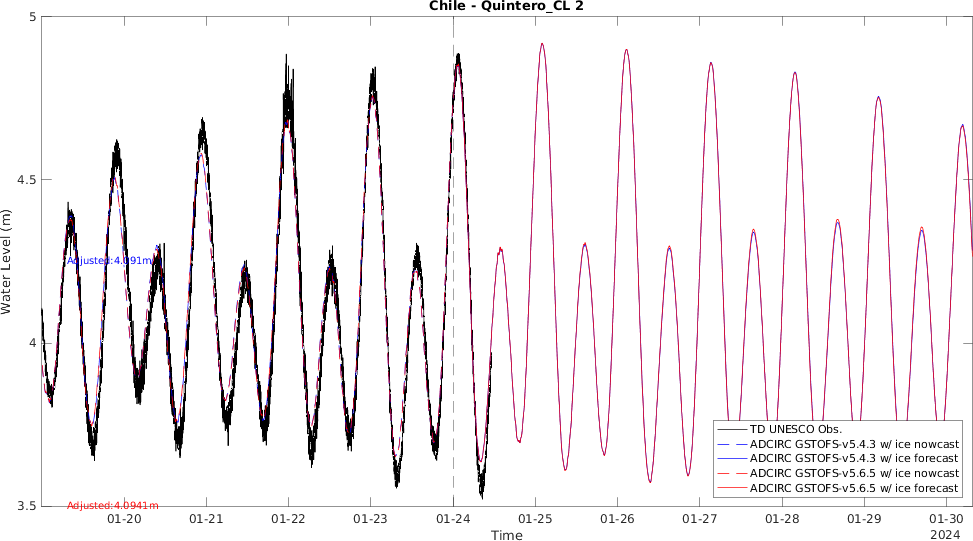 Chile - Quintero_CL 2
Water Level (m)
5
4.5
4
3.5
Adjusted:4.091m
Adjusted:4.0941m
TD UNESCO Obs.
ADCIRC GSTOFS-v5.4.3 w/ ice nowcast
ADCIRC GSTOFS-v5.4.3 w/ ice forecast
ADCIRC GSTOFS-v5.6.5 w/ ice nowcast
ADCIRC GSTOFS-v5.6.5 w/ ice forecast
01-20 01-21 01-22 01-23 01-24 01-25 01-26 01-27 01-28 01-29 01-30
Time
2024